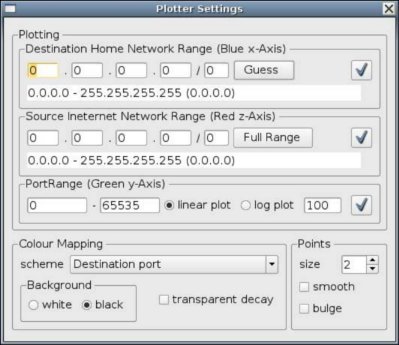 Plotter Settings
Plotting
Destination Home Network Range (Blue x-Axis)
0 . 0 . 0 . 0 / 0 Guess
0.0.0.0 - 255.255.255.255 (0.0.0.0)
Source Ineternet Network Range (Red z-Axis)
0 . 0 . 0 . 0 / 0 Full Range
0.0.0.0 - 255.255.255.255 (0.0.0.0)
PortRange (Green y-Axis)
0 - 65535 linear plot log plot 100
Colour Mapping
scheme Destination port
Background
white black
transparent decay
Points
size 2
smooth
bulge